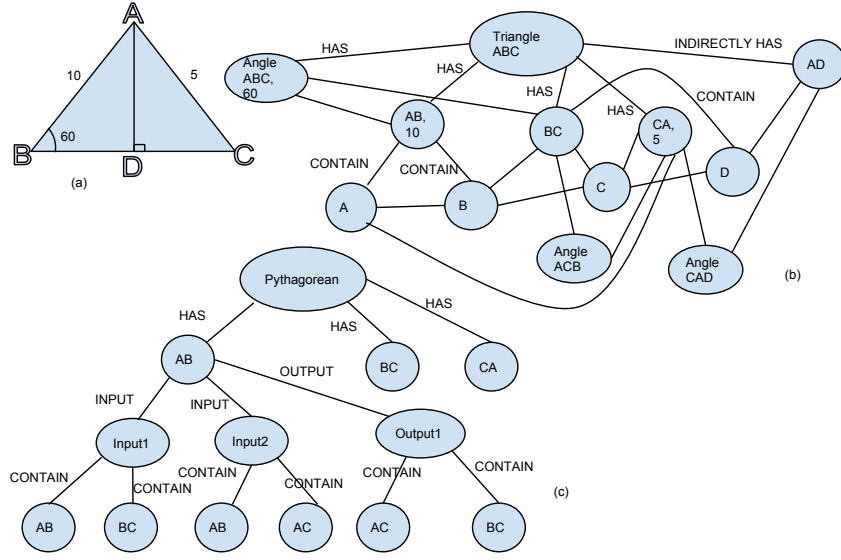 A
10
5
60
B
D
C
(a)
Triangle
ABC
HAS
INDIRECTLY HAS
AD
Angle
ABC,
60
HAS
HAS
HAS
CONTAIN
AB,
10
BC
CA,
5
CONTAIN
CONTAIN
D
C
A
B
Angle
ACB
Angle
CAD
(b)
Pythagorean
HAS
HAS
HAS
AB
BC
CA
OUTPUT
INPUT
INPUT
Input1
Input2
Output1
CONTAIN
CONTAIN
CONTAIN
CONTAIN
CONTAIN
CONTAIN
AB
BC
AB
AC
AC
BC
(c)